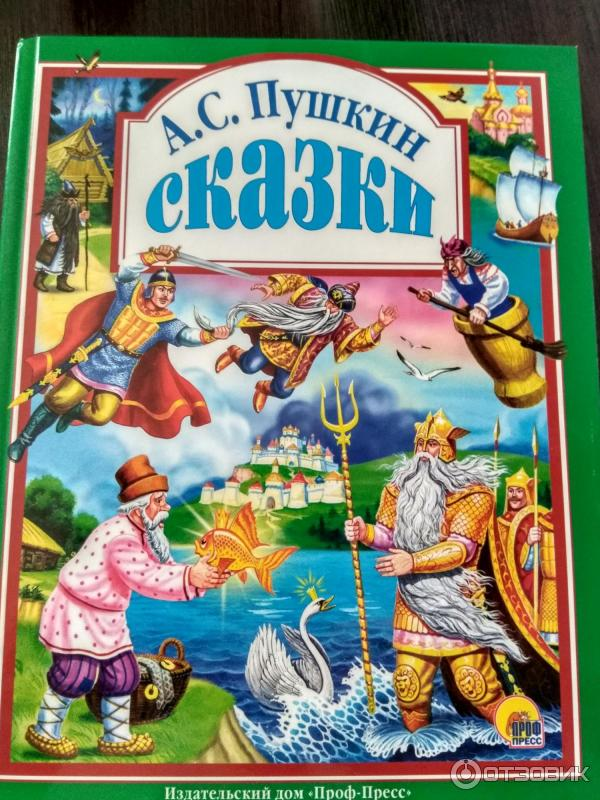 А.С. Пушкин
сказки
ПРОФ
ПРЕСС
Издательский дом «Проф-Пресс»
ОТЗОВИК